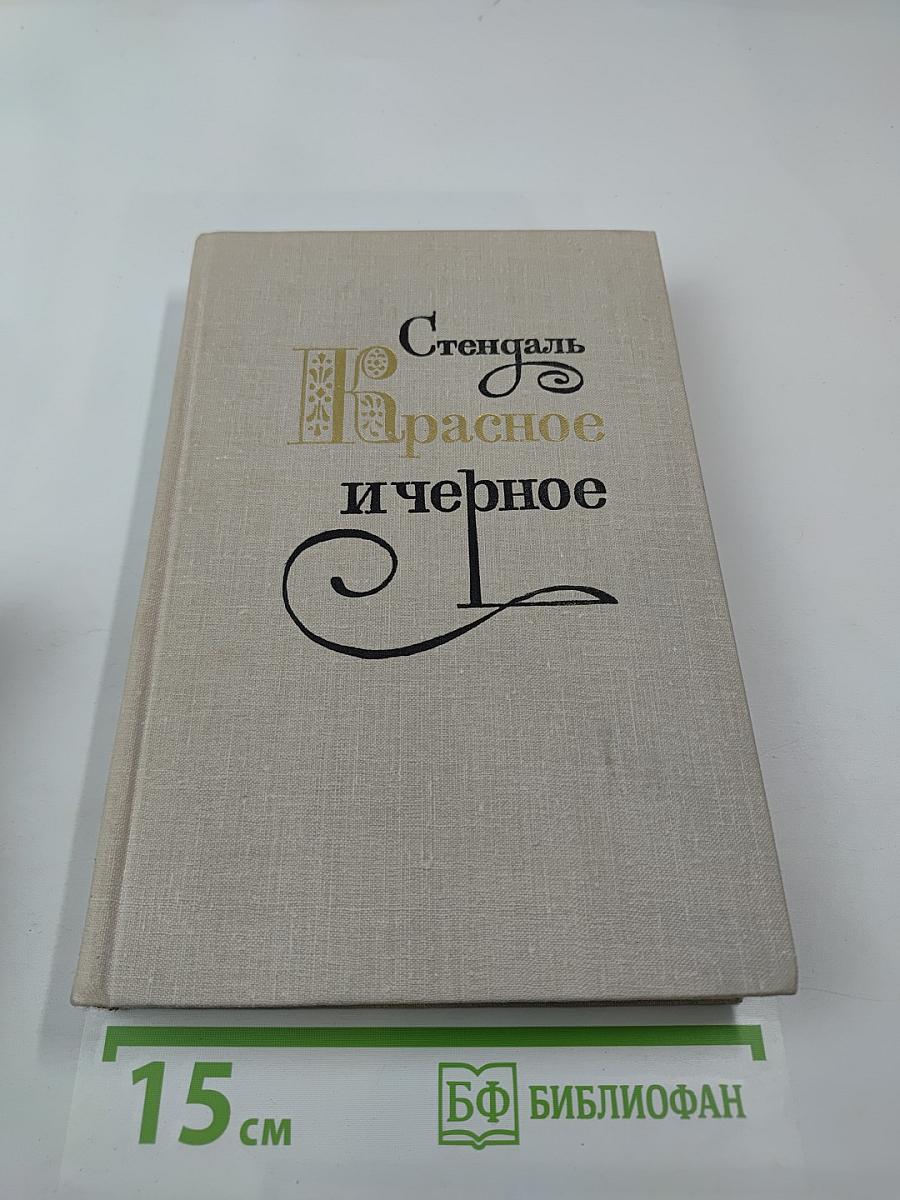 Стендаль
Красное
и черное
15 см
БФ БИБЛИОФАН